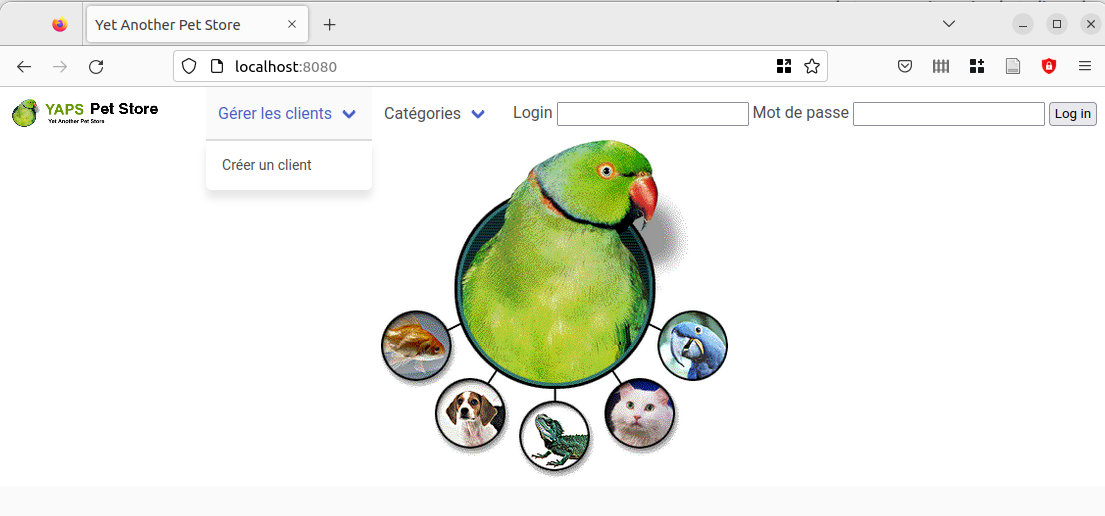 Yet Another Pet Store
localhost:8080
YAPS Pet Store
Yet Another Pet Store
Gérer les clients
Catégories
Login
Mot de passe
Log in
Créer un client